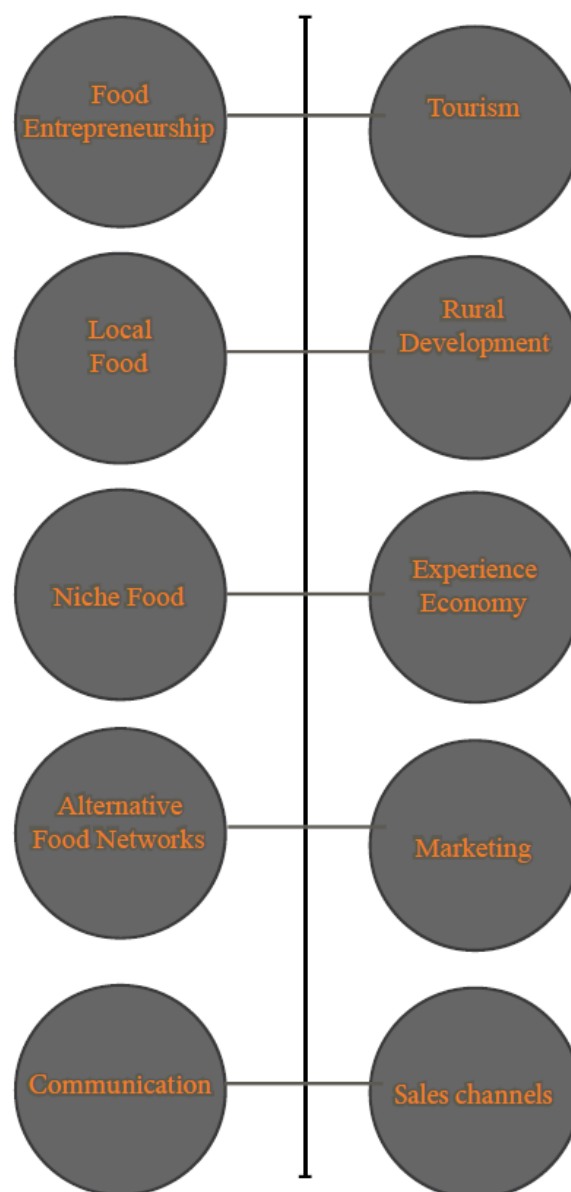 Food
Entrepreneurship
Tourism
Local
Food
Rural
Development
Niche Food
Experience
Economy
Alternative
Food Networks
Marketing
Communication
Sales channels